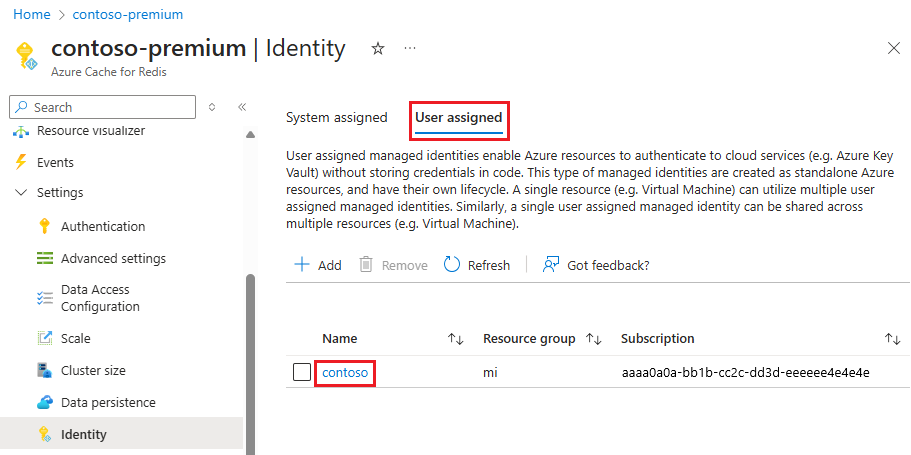 Home > contoso-premium
contoso-premium | Identity
Azure Cache for Redis
Search
Resource visualizer
Events
Settings
Authentication
Advanced settings
Data Access
Configuration
Scale
Cluster size
Data persistence
Identity
System assigned
User assigned
User assigned managed identities enable Azure resources to authenticate to cloud services (e.g. Azure Key
Vault) without storing credentials in code. This type of managed identities are created as standalone Azure
resources, and have their own lifecycle. A single resource (e.g. Virtual Machine) can utilize multiple user
assigned managed identities. Similarly, a single user assigned managed identity can be shared across
multiple resources (e.g. Virtual Machine).
Add Remove Refresh Got feedback?
Name Resource group Subscription
contoso mi aaaa0a0a-bb1b-cc2c-dd3d-eeeeee4e4e4e